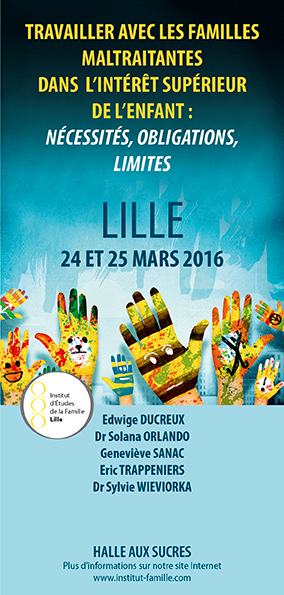 TRAVAILLER AVEC LES FAMILLES
MALTRAITANTES
DANS L'INTÉRÊT SUPÉRIEUR
DE L'ENFANT :
NÉCESSITÉS, OBLIGATIONS,
LIMITES
LILLE
24 ET 25 MARS 2016
Institut
d'Études
de la Famille
Lille
Edwige DUCREUX
Dr Solana ORLANDO
Geneviève SANAC
Eric TRAPPENIERS
Dr Sylvie WIEVIORKA
HALLE AUX SUCRES
Plus d'informations sur notre site Internet
www.institut-famille.com